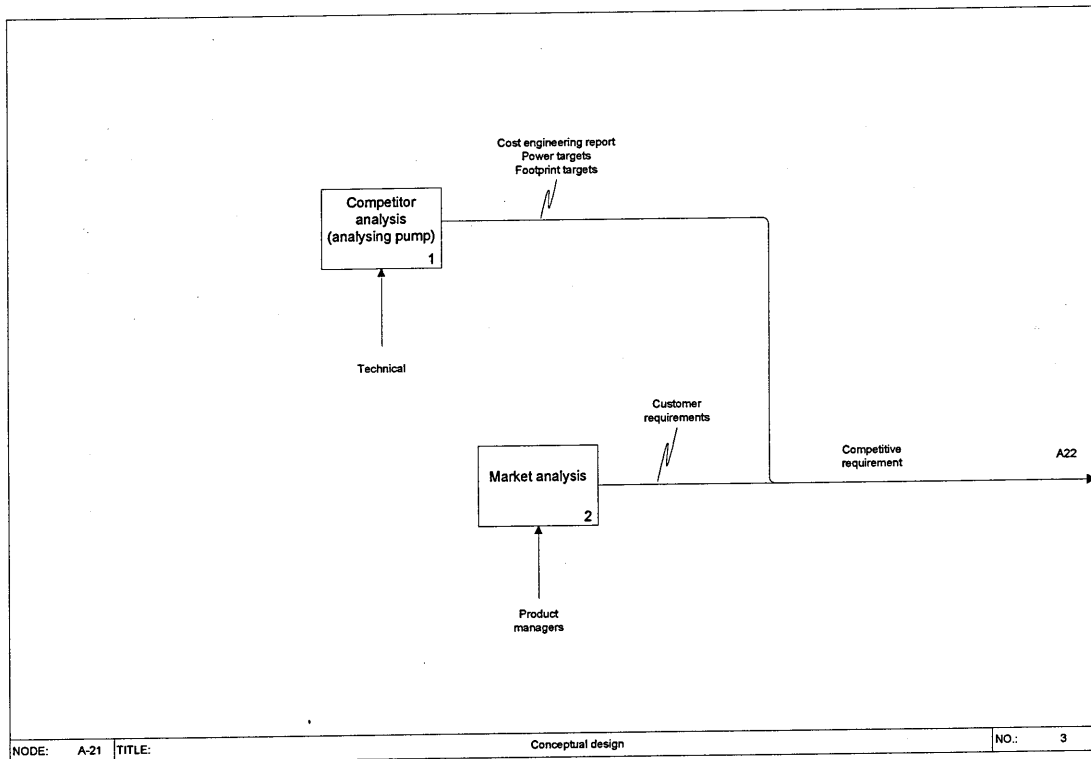 Cost engineering report
Power targets
Footprint targets
Competitor
analysis
(analysing pump)
1
Technical
Customer
requirements
Competitive
requirement
A22
Market analysis
2
Product
managers
NODE: A-21 TITLE: Conceptual design NO.: 3